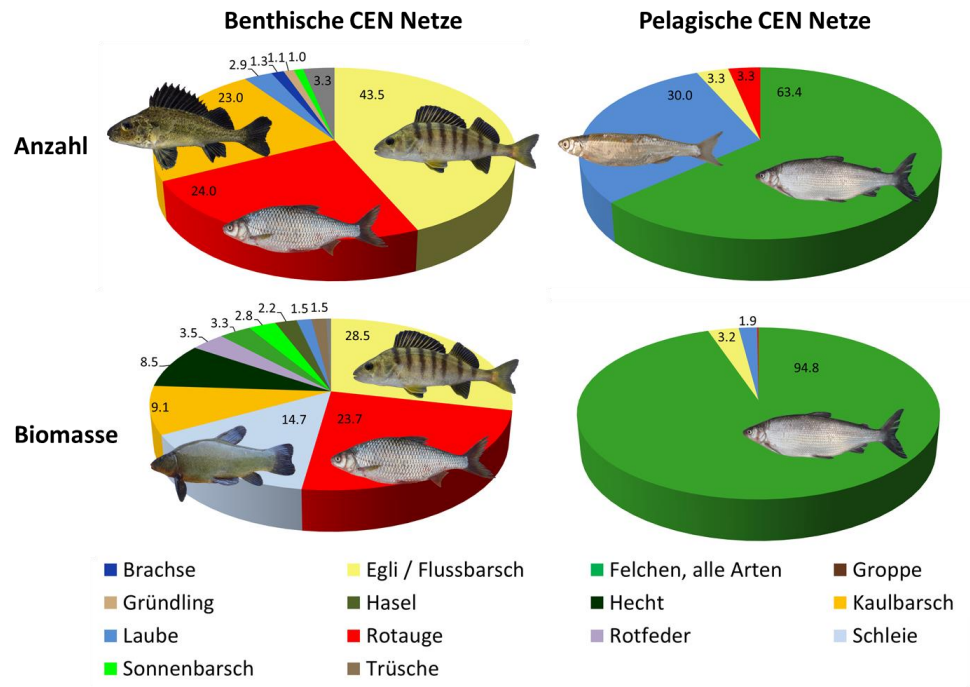 Benthische CEN Netze
Pelagische CEN Netze
Anzahl
2.9
1.3
1.1
1.0
3.3
43.5
23.0
24.0
30.0
3.3
3.3
63.4
Biomasse
8.5
3.5
3.3
2.8
2.2
1.5
1.5
28.5
9.1
14.7
23.7
3.2
1.9
94.8
Brachse
Egli / Flussbarsch
Felchen, alle Arten
Groppe
Gründling
Hasel
Hecht
Kaulbarsch
Laube
Rotauge
Rotfeder
Schleie
Sonnenbarsch
Trüsche